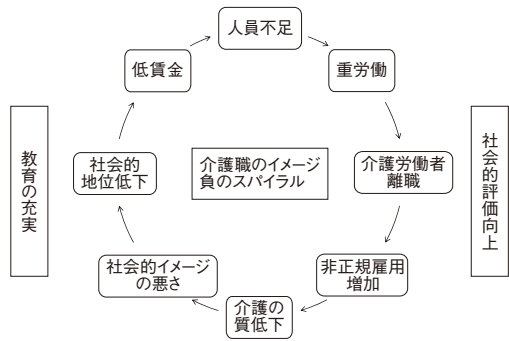 人員不足
重労働
介護労働者
離職
非正規雇用
増加
介護の
質低下
社会的イメージ
の悪さ
社会的
地位低下
低賃金
介護職のイメージ
負のスパイラル
教育の充実
社会的評価向上